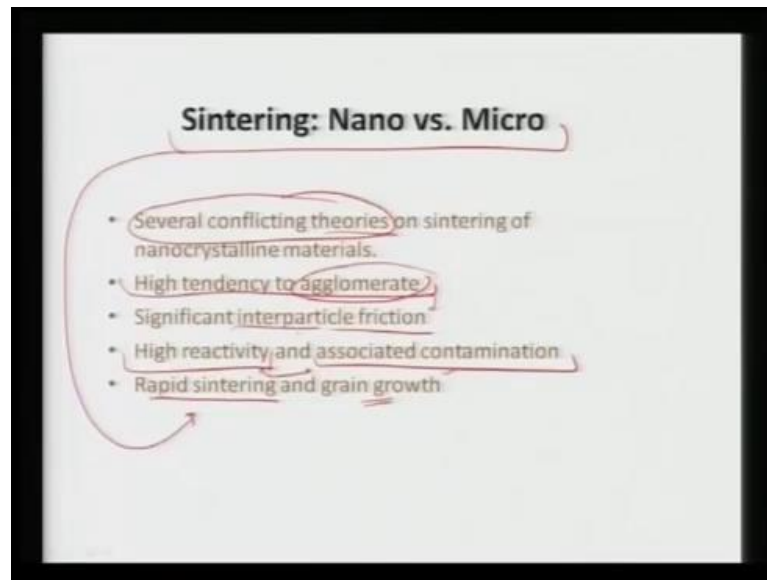 Sintering: Nano vs. Micro
• Several conflicting theories on sintering of
nanocrystalline materials.
• High tendency to agglomerate
• Significant interparticle friction
• High reactivity and associated contamination
• Rapid sintering and grain growth